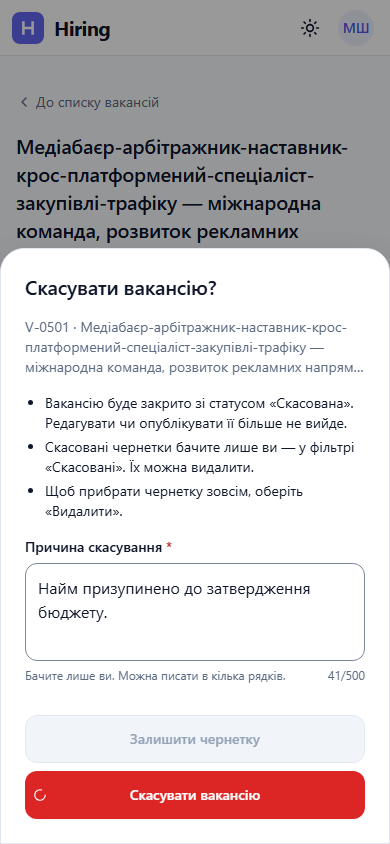 H Hiring
МШ
До списку вакансій
Медіабаєр-арбітражник-наставник-
крос-платформений-спеціаліст-
закупівлі-трафіку — міжнародна
команда, розвиток рекламних
Скасувати вакансію?
V-0501 · Медіабаєр-арбітражник-наставник-крос-
платформений-спеціаліст-закупівлі-трафіку —
міжнародна команда, розвиток рекламних напрям…
• Вакансію буде закрито зі статусом «Скасована».
Редагувати чи опублікувати її більше не вийде.
• Скасовані чернетки бачите лише ви — у фільтрі
«Скасовані». Їх можна видалити.
• Щоб прибрати чернетку зовсім, оберіть
«Видалити».
Причина скасування *
Найм призупинено до затвердження
бюджету.
Бачите лише ви. Можна писати в кілька рядків. 41/500
Залишити чернетку
Скасувати вакансію